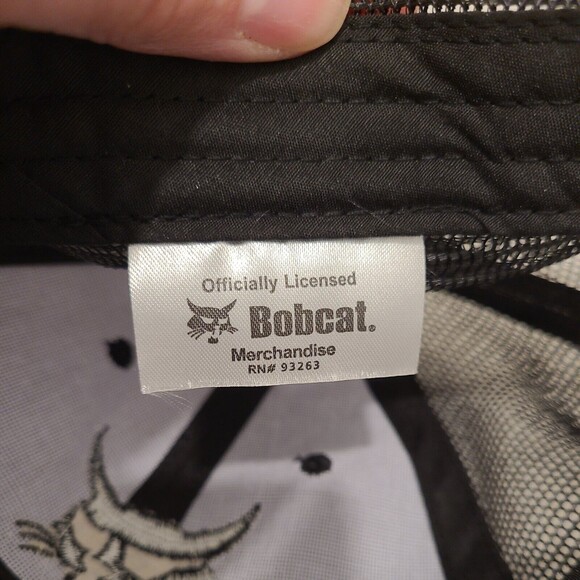 Officially Licensed
Bobcat.
Merchandise
RN# 93263